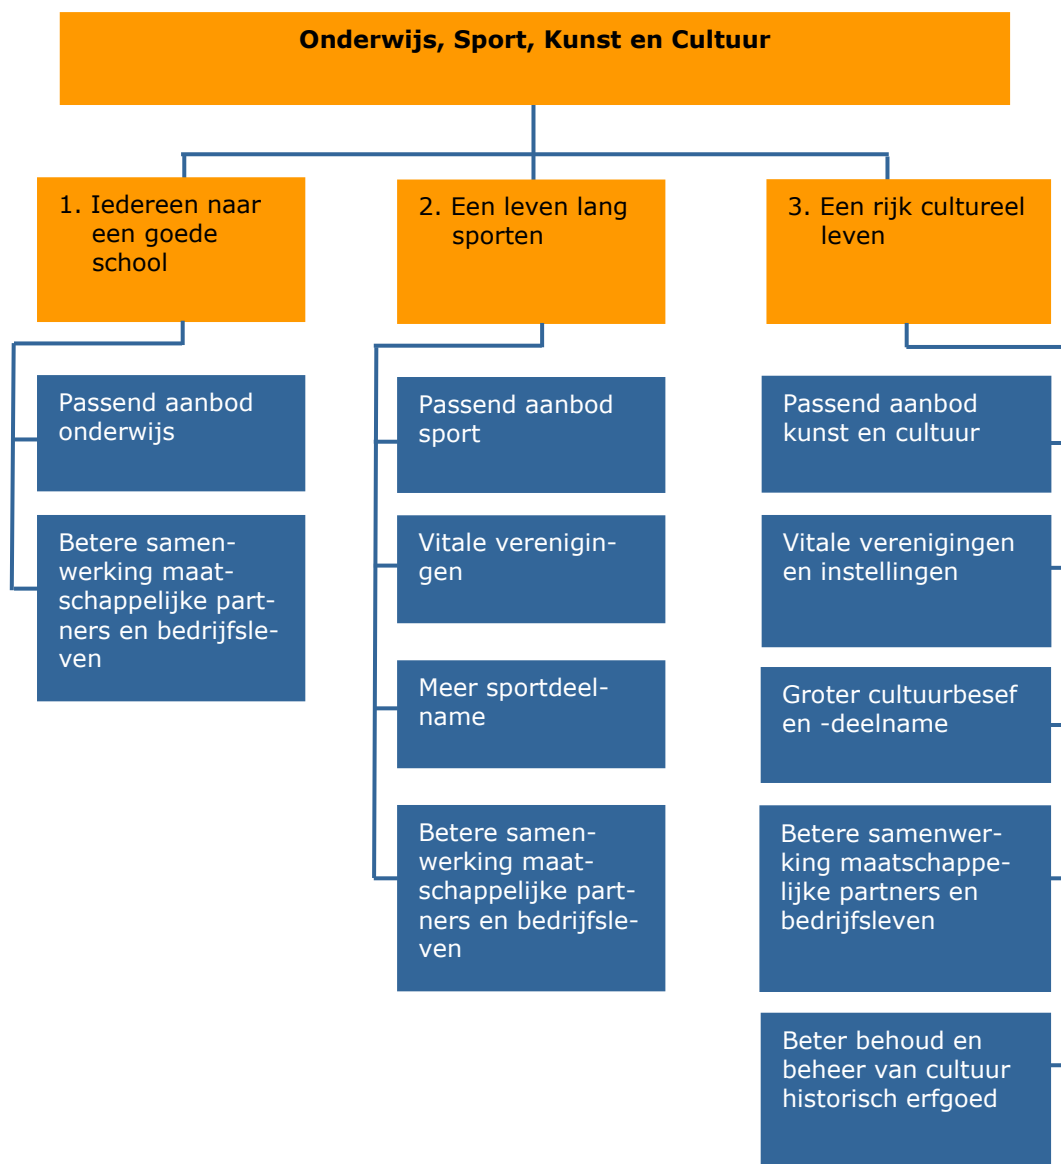 Onderwijs, Sport, Kunst en Cultuur
1. Iedereen naar
een goede
school
Passend aanbod
onderwijs
Betere samen-
werking maat-
schappelijke part-
ners en bedrijfsle-
ven
2. Een leven lang
sporten
Passend aanbod
sport
Vitale verenigin-
gen
Meer sportdeel-
name
Betere samen-
werking maat-
schappelijke part-
ners en bedrijfsle-
ven
3. Een rijk cultureel
leven
Passend aanbod
kunst en cultuur
Vitale verenigingen
en instellingen
Groter cultuurbesef
en -deelname
Betere samenwer-
king maatschappe-
lijke partners en
bedrijfsleven
Beter behoud en
beheer van cultuur
historisch erfgoed